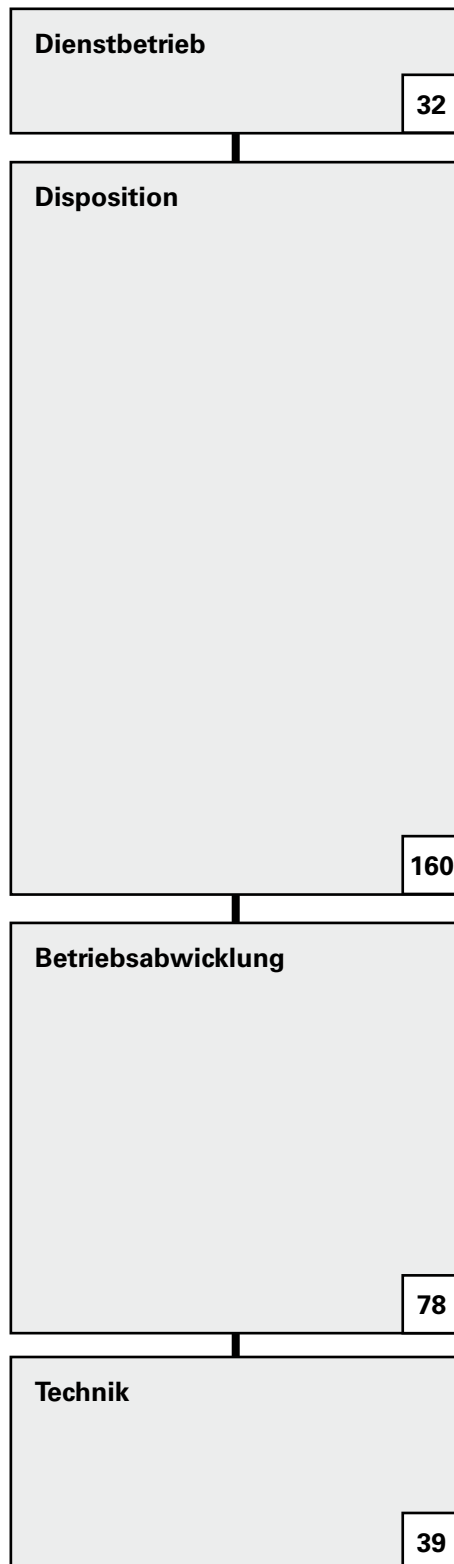 Dienstbetrieb
32
Disposition
160
Betriebsabwicklung
78
Technik
39